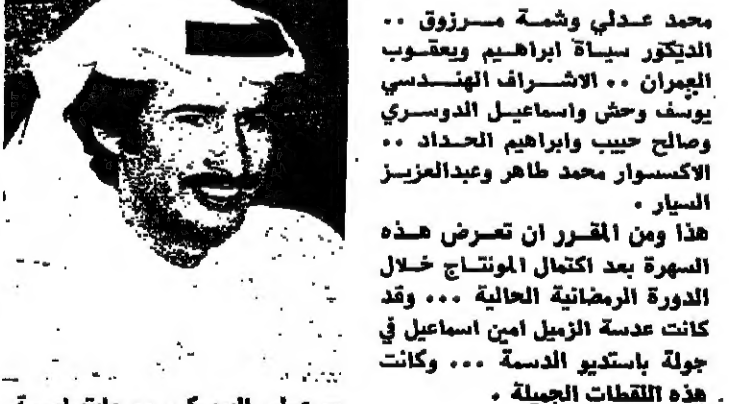 محمد عدلي وشمة مرزوق ..
الديكور سياة ابراهيم ويعقوب
العمران .. الاشراف الهندسي
يوسف وحش واسماعيل الدوسري
وصالح حبيب وابراهيم الحداد ..
الاكسسوار محمد طاهر وعبدالعزيز
السيار .
هذا ومن المقرر ان تعرض هذه
السهرة بعد اكتمال المونتاج خلال
الدورة الرمضانية الحالية ... وقد
كانت عدسة الزميل امين اسماعيل في
جولة باستديو الدسمة ... وكانت
هذه اللقطات الجميلة .